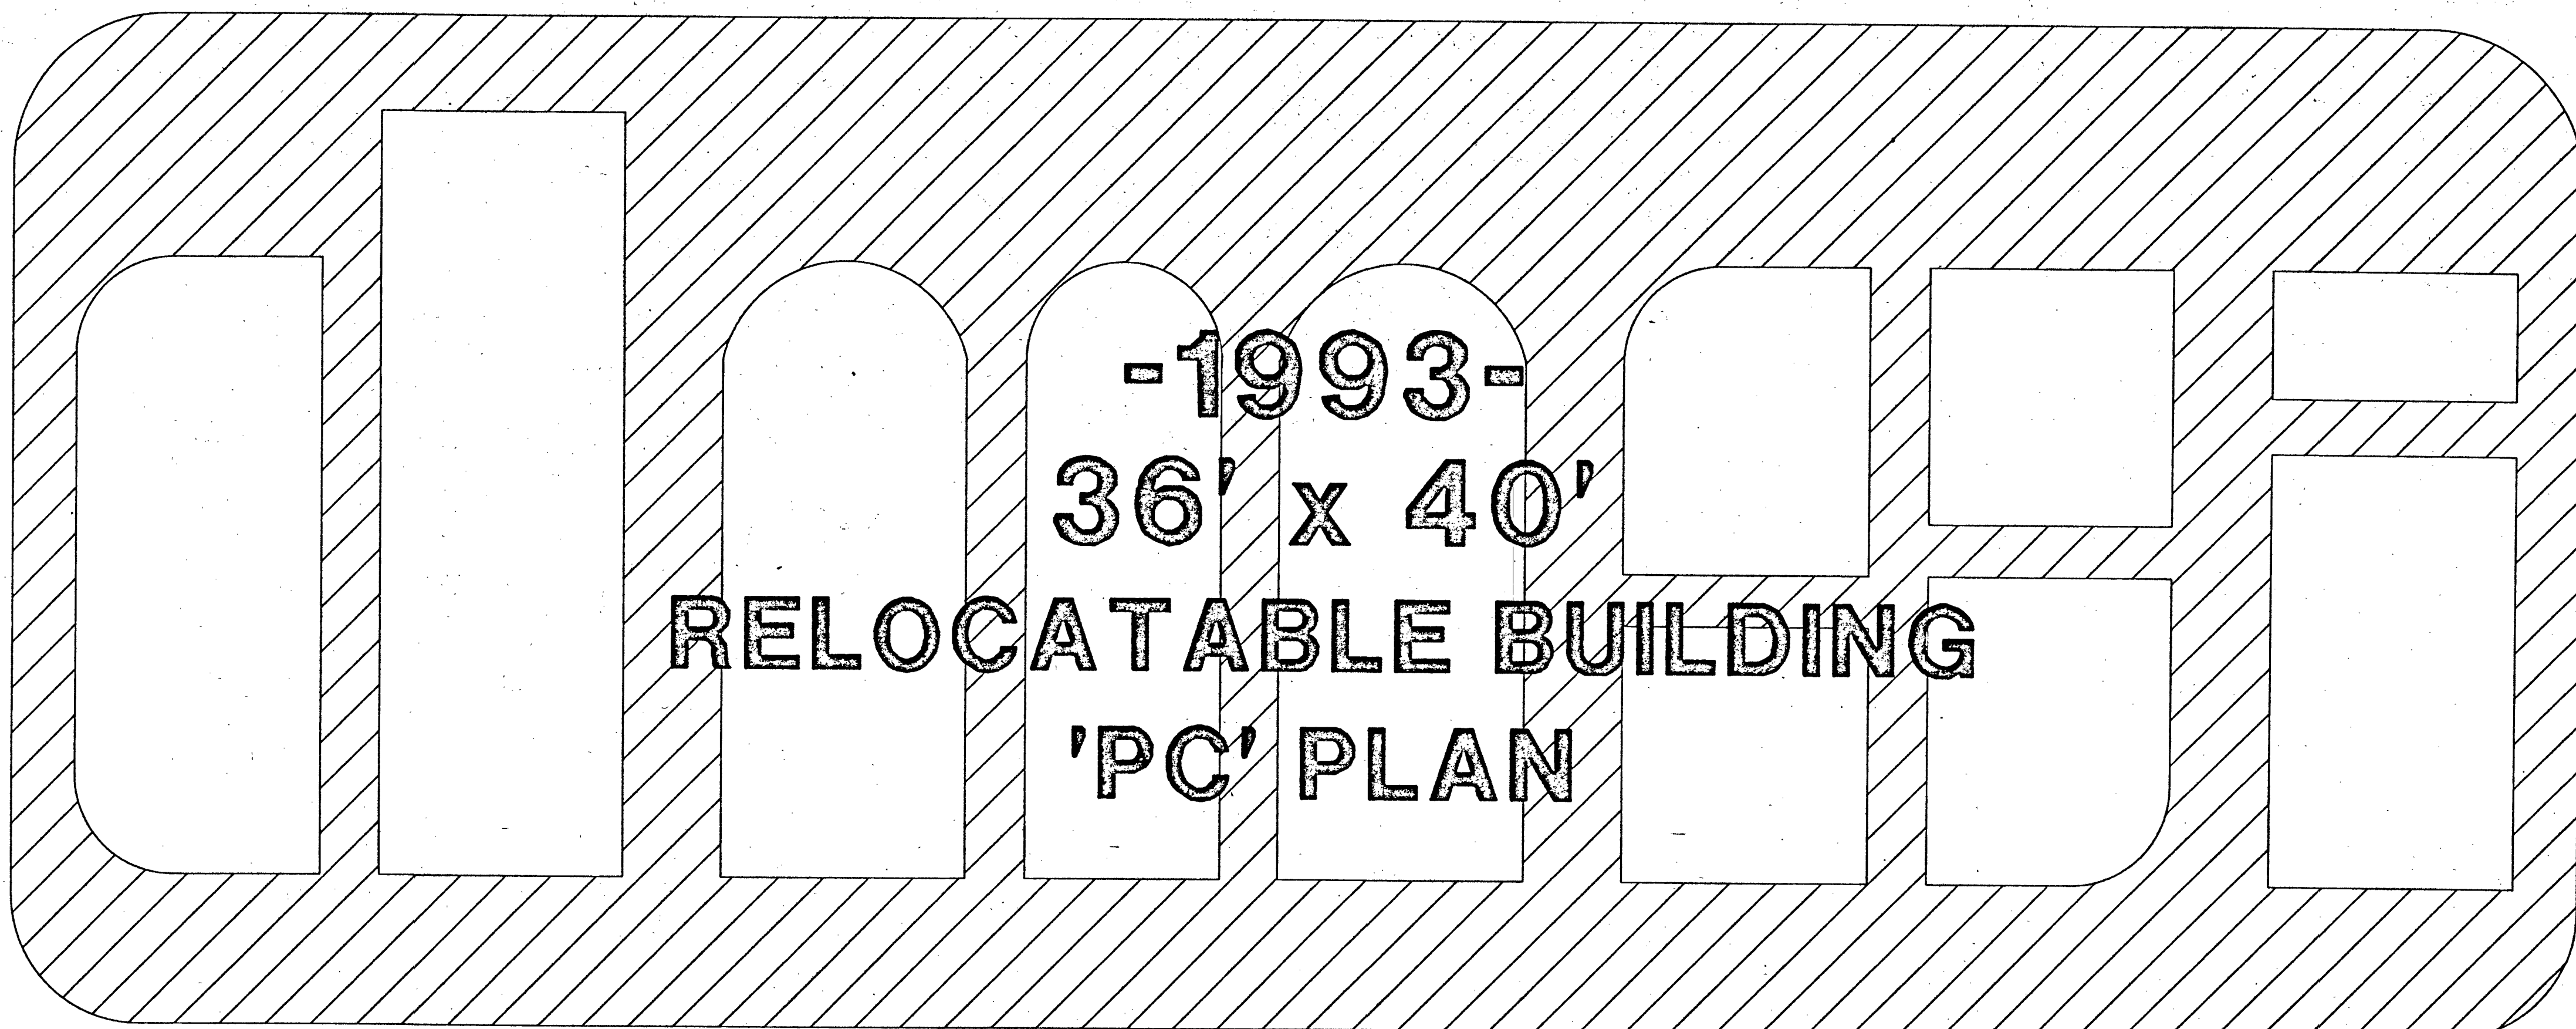 -1993-
36' x 40'
RELOCATABLE BUILDING
'PC' PLAN